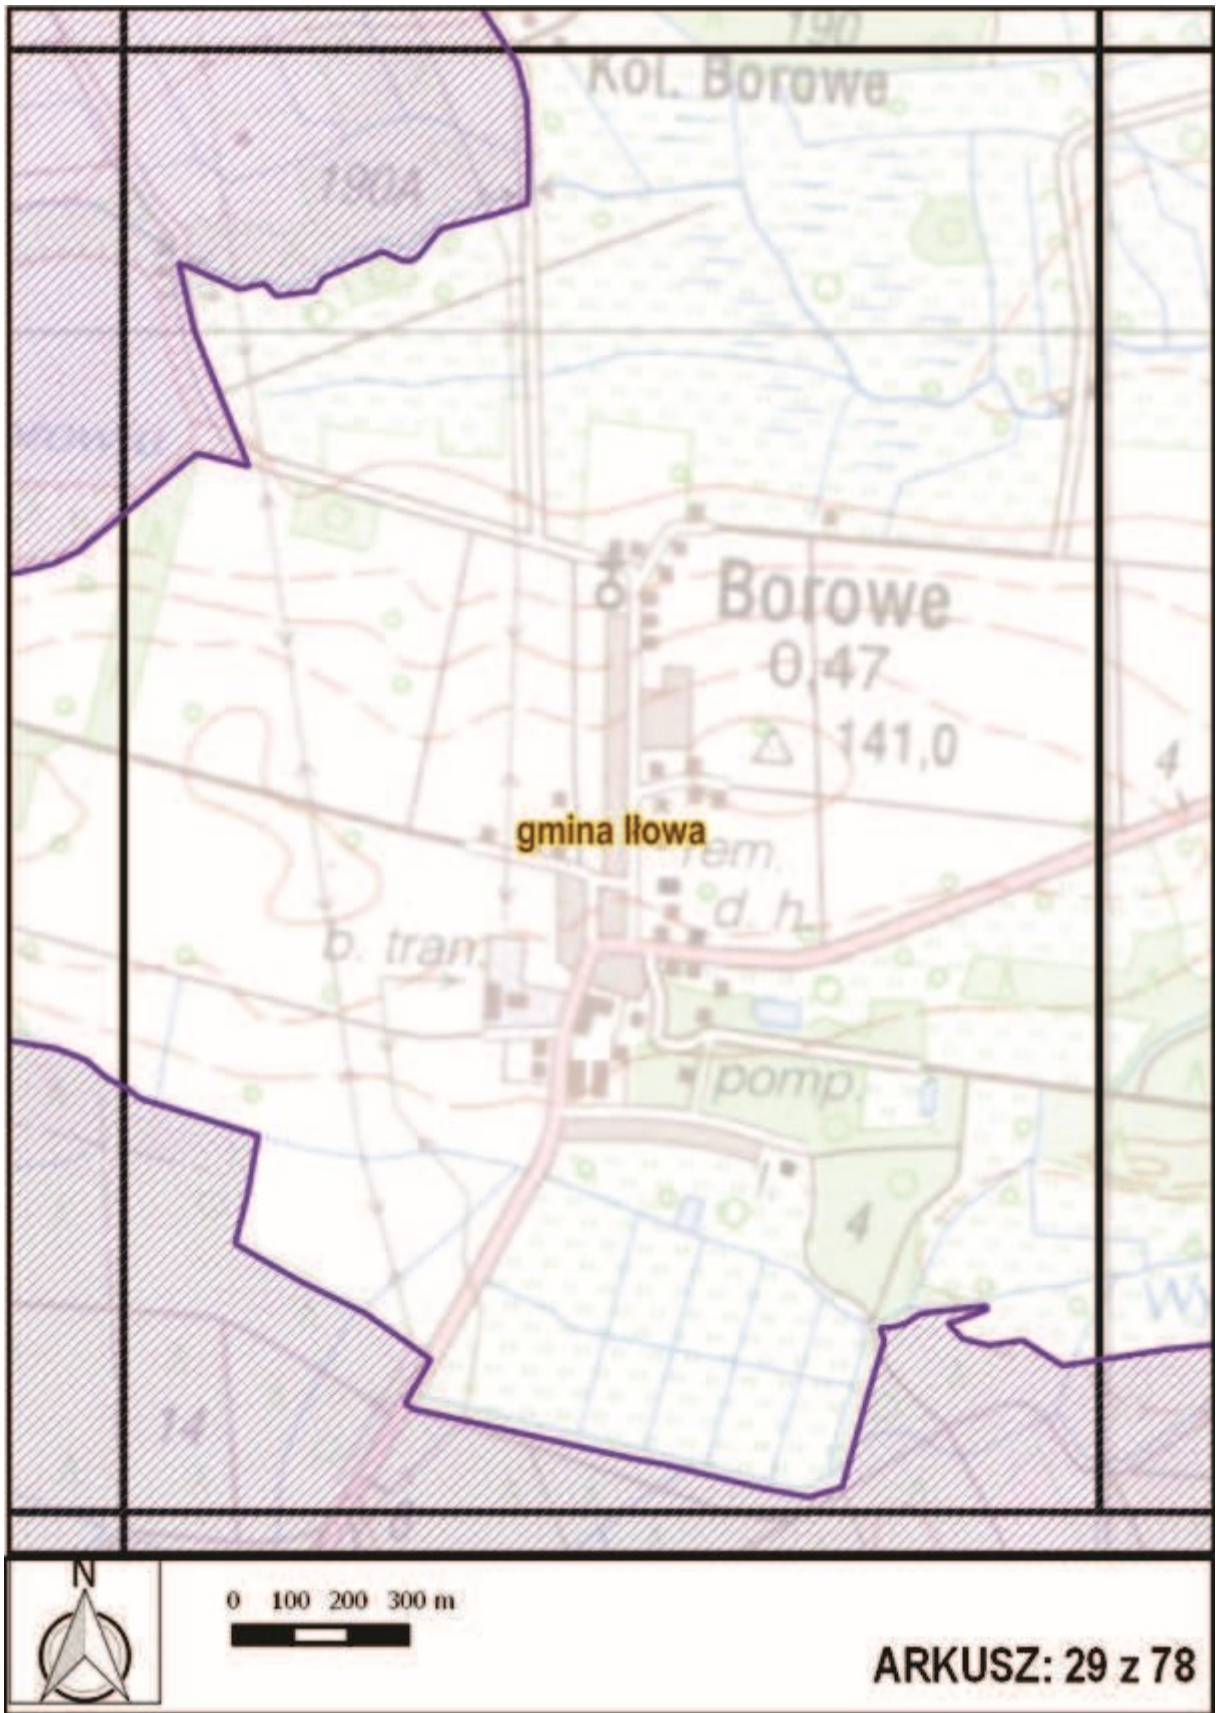 190
Kol. Borowe
190A
Borowe
0,47
141,0
4
gmina Iłowa
rem.
d. h.
b. tran.
pomp.
4
Wy
14
N
0 100 200 300 m
ARKUSZ: 29 z 78